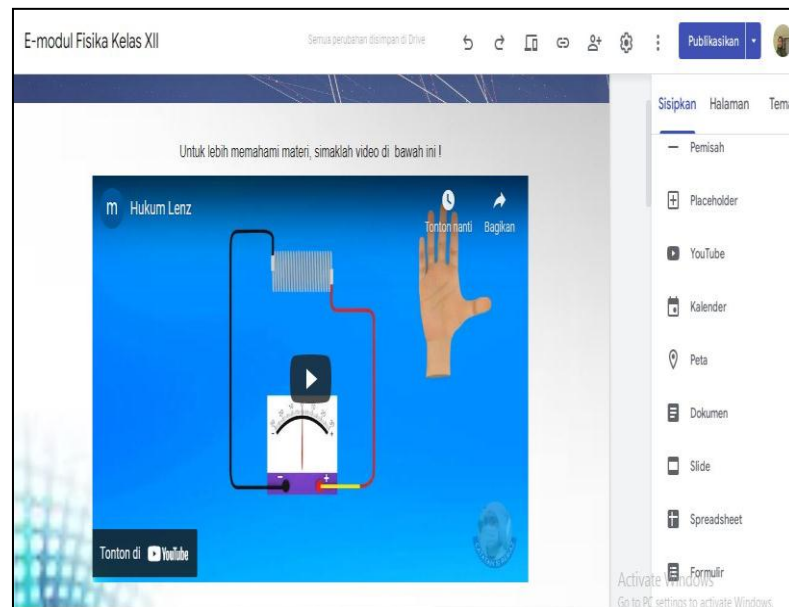 E-modul Fisika Kelas XII
Semua perubahan disimpan di Drive
Publikasikan
Sisipkan Halaman Tema
Untuk lebih memahami materi, simaklah video di bawah ini !
m Hukum Lenz
Tonton nanti Bagikan
Pemisah
Placeholder
YouTube
Kalender
Peta
Dokumen
Slide
Spreadsheet
Formulir
- +
Tonton di YouTube
Activate Windows
Go to PC settings to activate Windows.